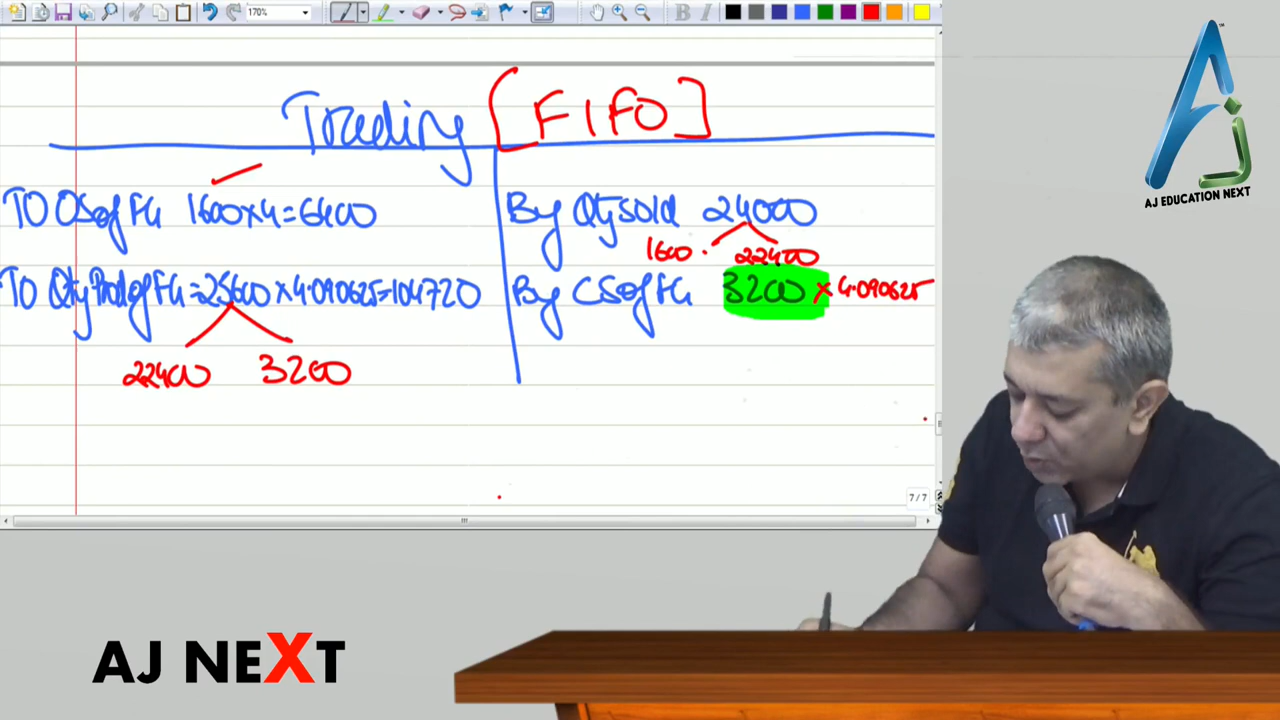 170%
B I
Trading [FIFO]
TO OS of FG 1600×4=6400
By Qty Sold 24000
1600 22400
TO Qty Prod of FG=25600×4.090625=104720
By CS of FG 3200 × 4.090625
22400 3200
7/7
AJ EDUCATION NEXT
AJ NEXT